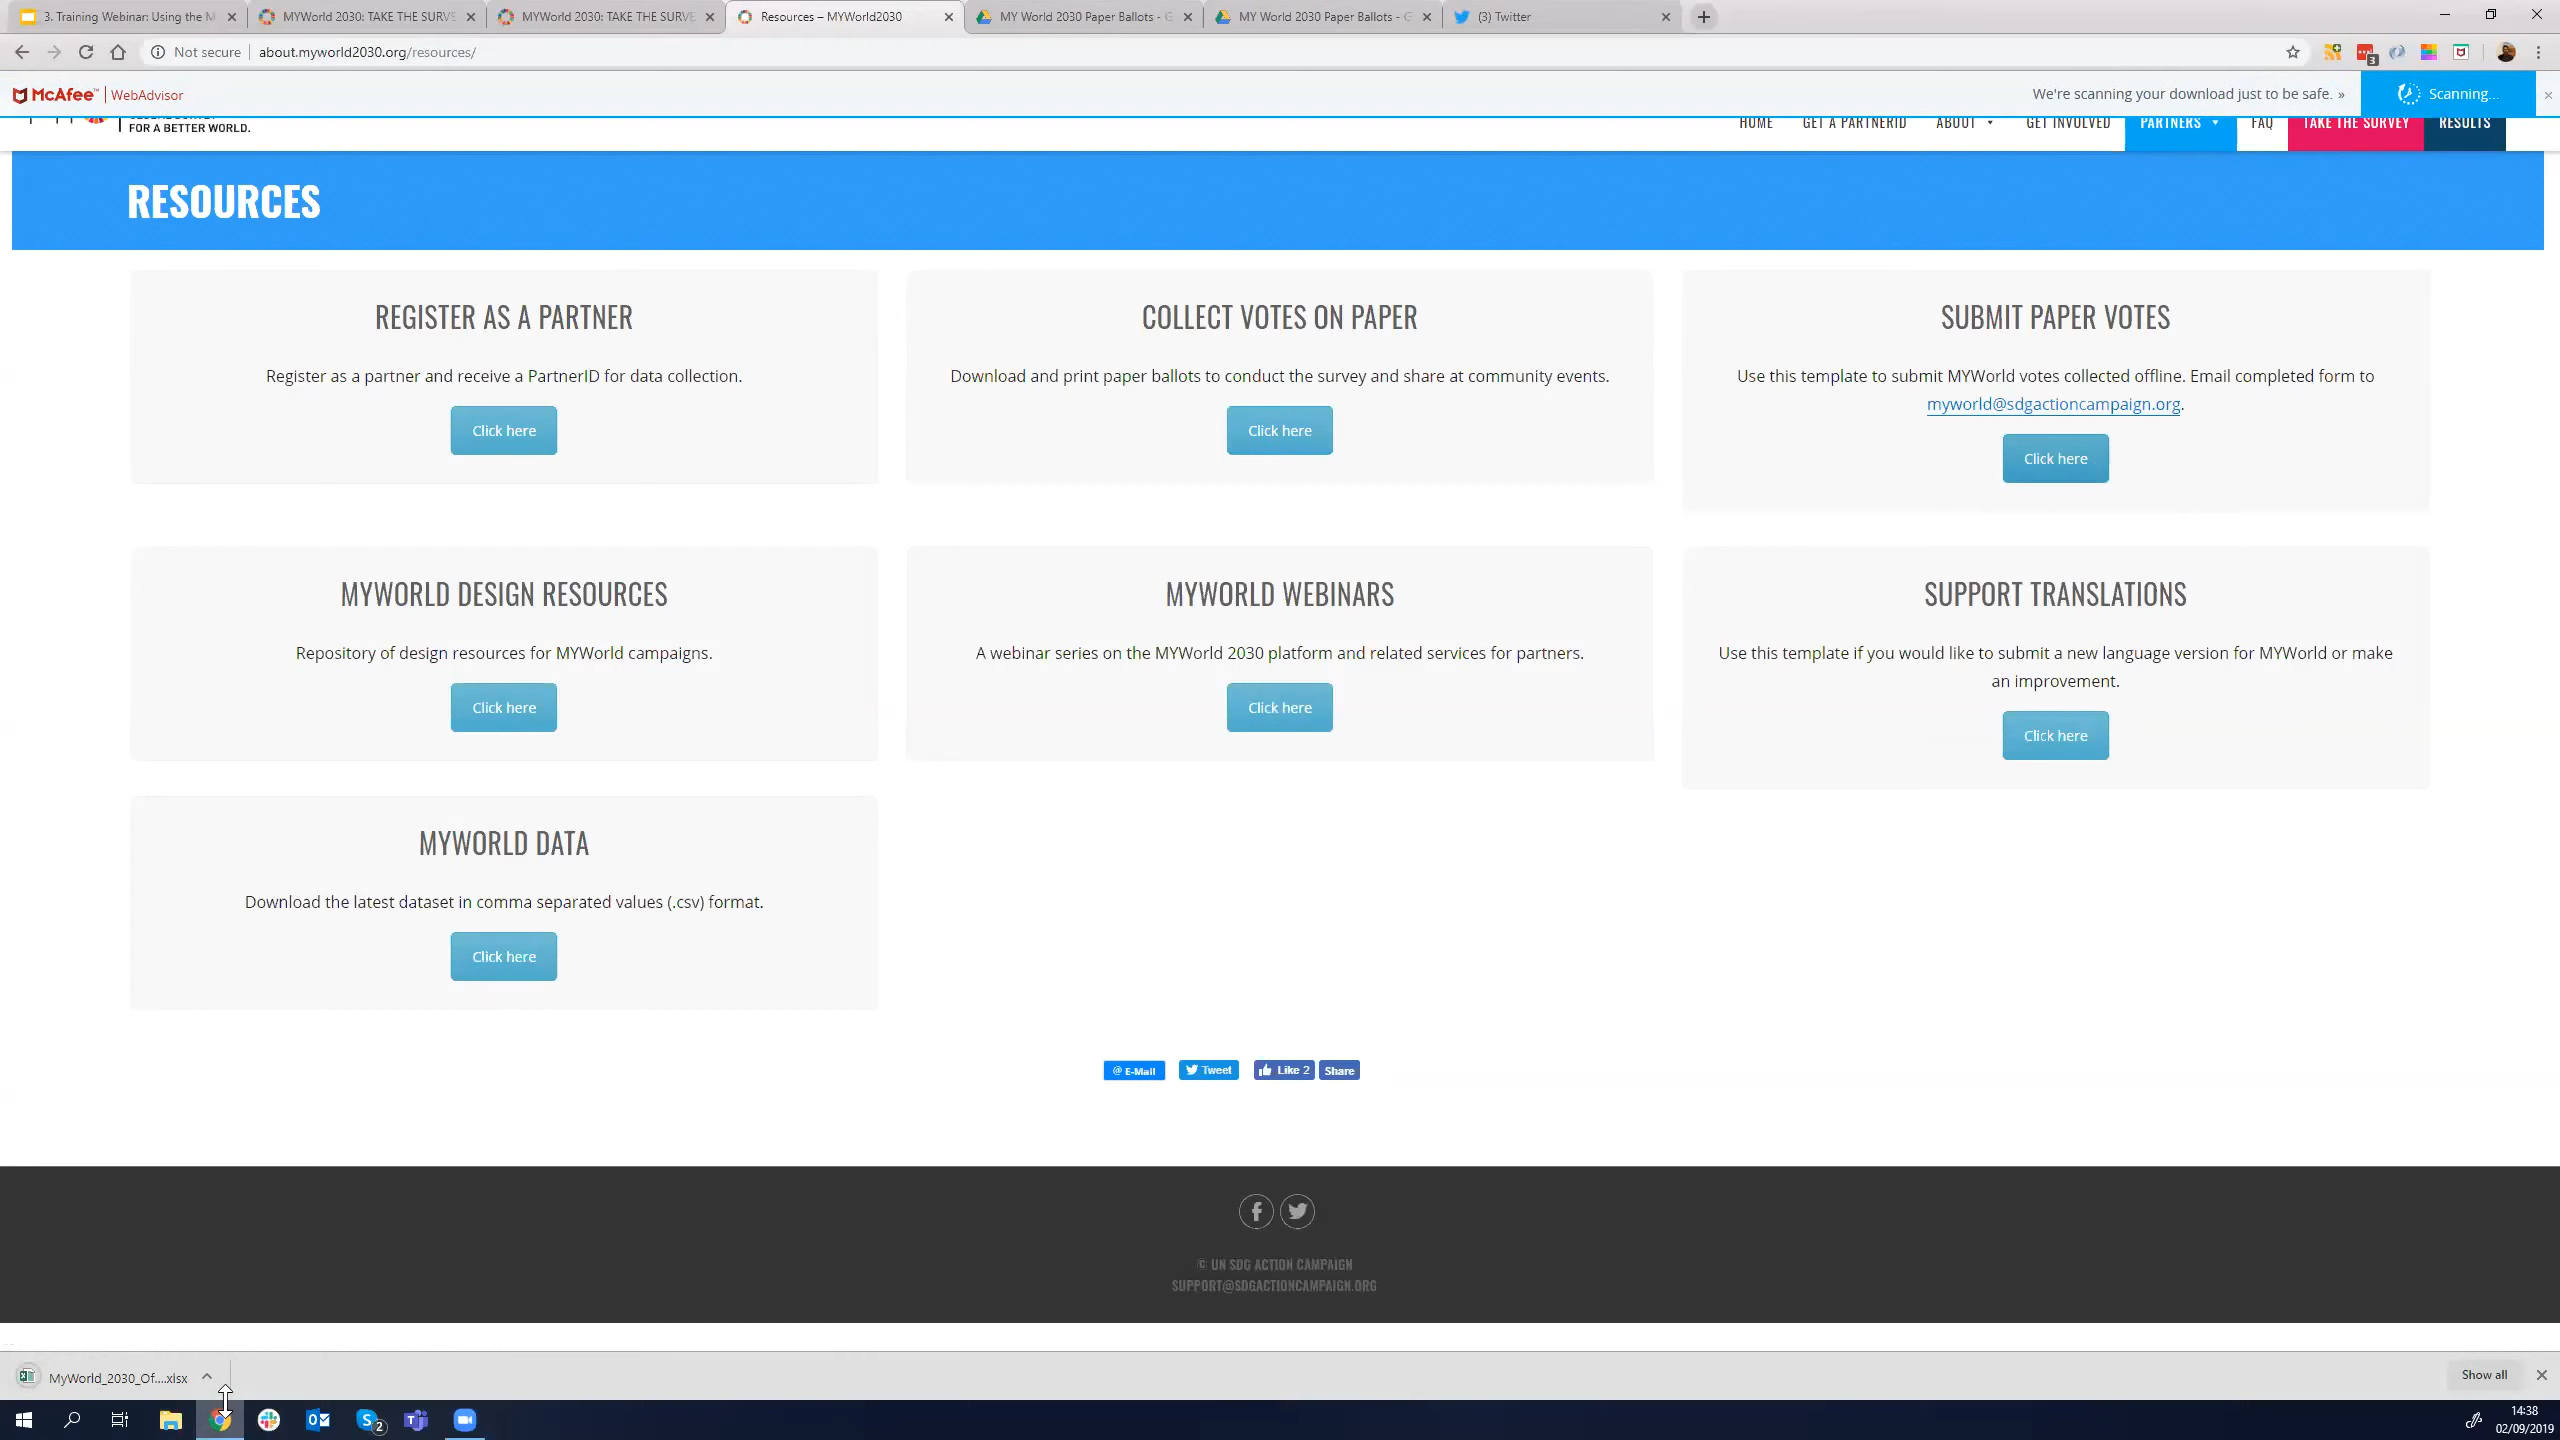 3. Training Webinar: Using the M
MYWorld 2030: TAKE THE SURVE
MYWorld 2030: TAKE THE SURVE
Resources – MYWorld2030
MY World 2030 Paper Ballots - G
MY World 2030 Paper Ballots - G
(3) Twitter
Not secure
about.myworld2030.org/resources/
3
McAfee™ | WebAdvisor
We're scanning your download just to be safe. »
Scanning...
FOR A BETTER WORLD.
HOME
GET A PARTNERID
ABOUT
GET INVOLVED
PARTNERS
FAQ
TAKE THE SURVEY
RESULTS
RESOURCES
REGISTER AS A PARTNER
Register as a partner and receive a PartnerID for data collection.
Click here
COLLECT VOTES ON PAPER
Download and print paper ballots to conduct the survey and share at community events.
Click here
SUBMIT PAPER VOTES
Use this template to submit MYWorld votes collected offline. Email completed form to
myworld@sdgactioncampaign.org.
Click here
MYWORLD DESIGN RESOURCES
Repository of design resources for MYWorld campaigns.
Click here
MYWORLD WEBINARS
A webinar series on the MYWorld 2030 platform and related services for partners.
Click here
SUPPORT TRANSLATIONS
Use this template if you would like to submit a new language version for MYWorld or make
an improvement.
Click here
MYWORLD DATA
Download the latest dataset in comma separated values (.csv) format.
Click here
@ E-Mail
Tweet
Like 2
Share
© UN SDG ACTION CAMPAIGN
SUPPORT@SDGACTIONCAMPAIGN.ORG
MyWorld_2030_Of....xlsx
Show all
2
14:38
02/09/2019